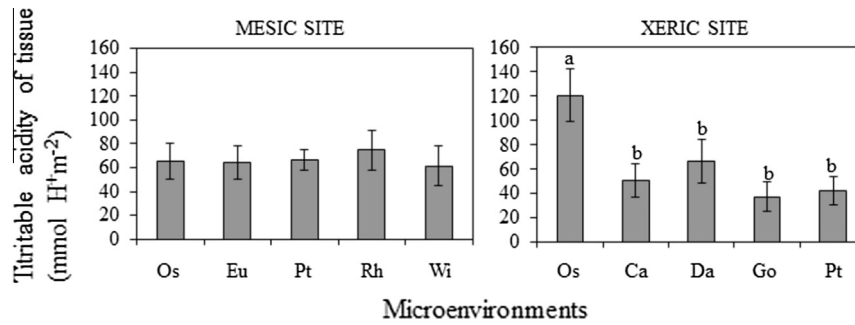 Titritable acidity of tissue
(mmol H⁺m⁻²)
MESIC SITE
160
140
120
100
80
60
40
20
0
Os Eu Pt Rh Wi
XERIC SITE
160
140
120
100
80
60
40
20
0
a
b
b
b
b
Os Ca Da Go Pt
Microenvironments